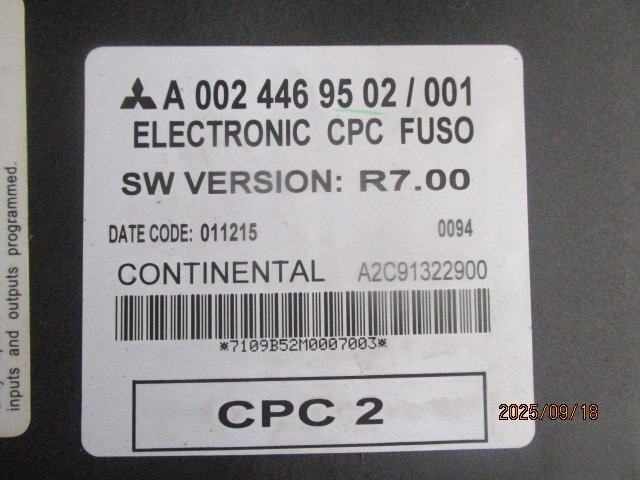 A 002 446 95 02 / 001
ELECTRONIC CPC FUSO
SW VERSION: R7.00
DATE CODE: 011215 0094
CONTINENTAL A2C91322900
*7109B52M0007003*
CPC 2
inputs and outputs programmed.
2025/09/18